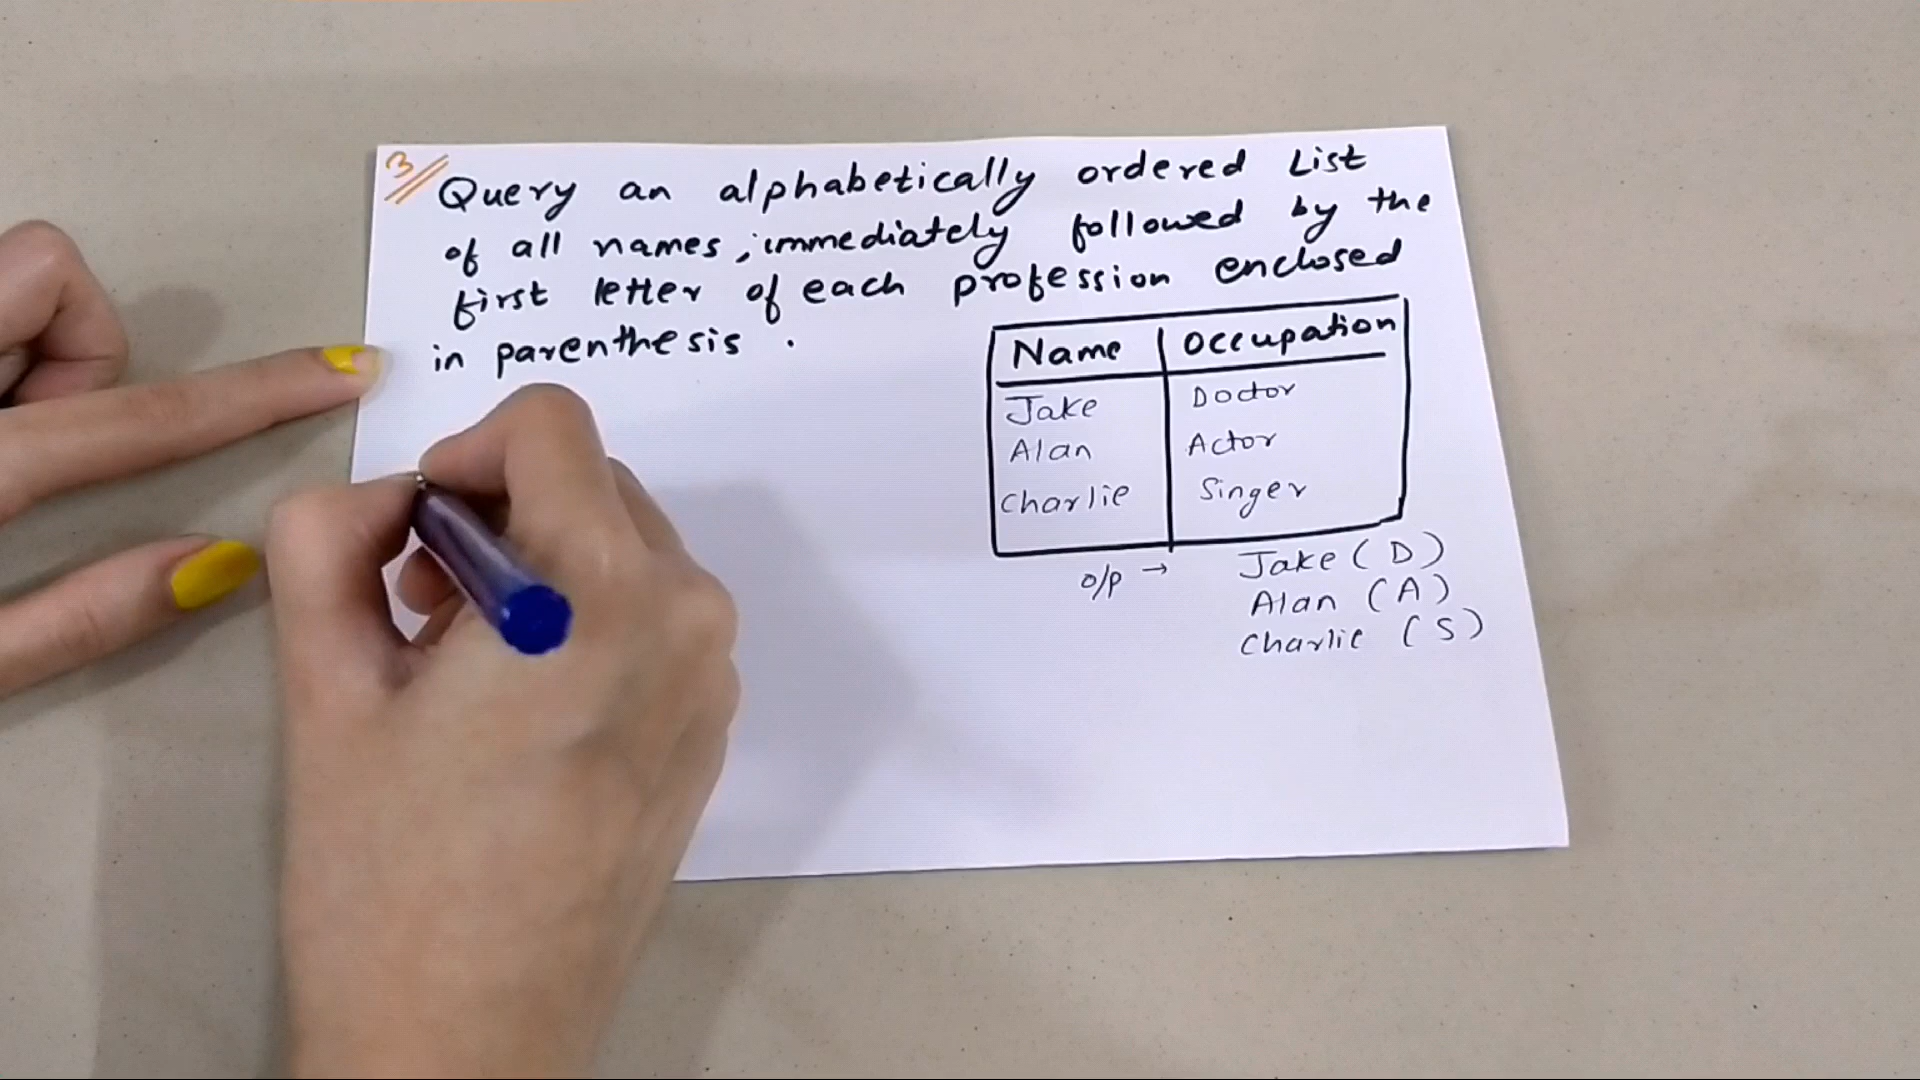 3
Query an alphabetically ordered List
of all names, immediately followed by the
first letter of each profession enclosed
in parenthesis .
Name Occupation
Jake Doctor
Alan Actor
Charlie Singer
o/p → Jake ( D )
Alan ( A )
Charlie ( S )